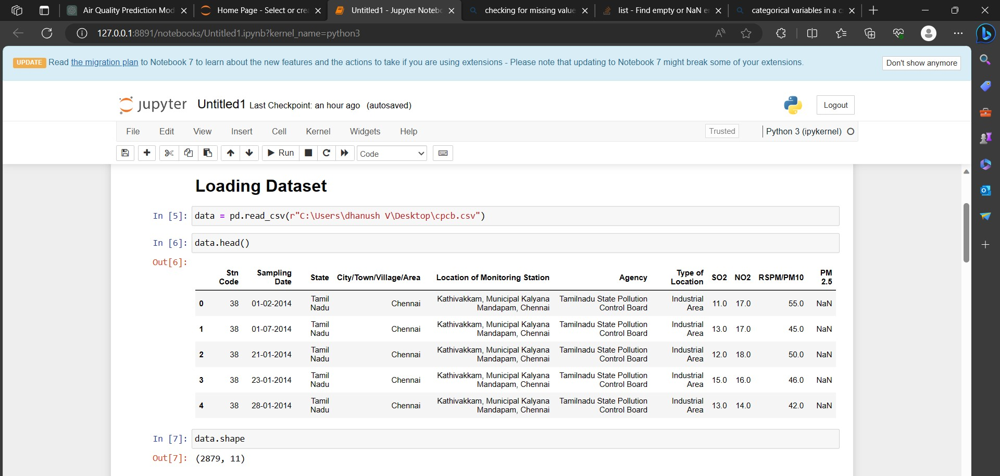 Air Quality Prediction Mod
Home Page - Select or crea
Untitled1 - Jupyter Notebo
checking for missing value
list - Find empty or NaN e
categorical variables in a c
127.0.0.1:8891/notebooks/Untitled1.ipynb?kernel_name=python3
UPDATE Read the migration plan to Notebook 7 to learn about the new features and the actions to take if you are using extensions - Please note that updating to Notebook 7 might break some of your extensions.
Don't show anymore
jupyter Untitled1 Last Checkpoint: an hour ago (autosaved)
Logout
File Edit View Insert Cell Kernel Widgets Help
Trusted
Python 3 (ipykernel)
Run
Code
Loading Dataset
In [5]: data = pd.read_csv(r"C:\Users\dhanush V\Desktop\cpcb.csv")
In [6]: data.head()
Out[6]:
Stn Sampling Type of PM
Code Date State City/Town/Village/Area Location of Monitoring Station Agency Location SO2 NO2 RSPM/PM10 2.5
0 38 01-02-2014 Tamil Nadu Chennai Kathivakkam, Municipal Kalyana Mandapam, Chennai Tamilnadu State Pollution Control Board Industrial Area 11.0 17.0 55.0 NaN
1 38 01-07-2014 Tamil Nadu Chennai Kathivakkam, Municipal Kalyana Mandapam, Chennai Tamilnadu State Pollution Control Board Industrial Area 13.0 17.0 45.0 NaN
2 38 21-01-2014 Tamil Nadu Chennai Kathivakkam, Municipal Kalyana Mandapam, Chennai Tamilnadu State Pollution Control Board Industrial Area 12.0 18.0 50.0 NaN
3 38 23-01-2014 Tamil Nadu Chennai Kathivakkam, Municipal Kalyana Mandapam, Chennai Tamilnadu State Pollution Control Board Industrial Area 15.0 16.0 46.0 NaN
4 38 28-01-2014 Tamil Nadu Chennai Kathivakkam, Municipal Kalyana Mandapam, Chennai Tamilnadu State Pollution Control Board Industrial Area 13.0 14.0 42.0 NaN
In [7]: data.shape
Out[7]: (2879, 11)